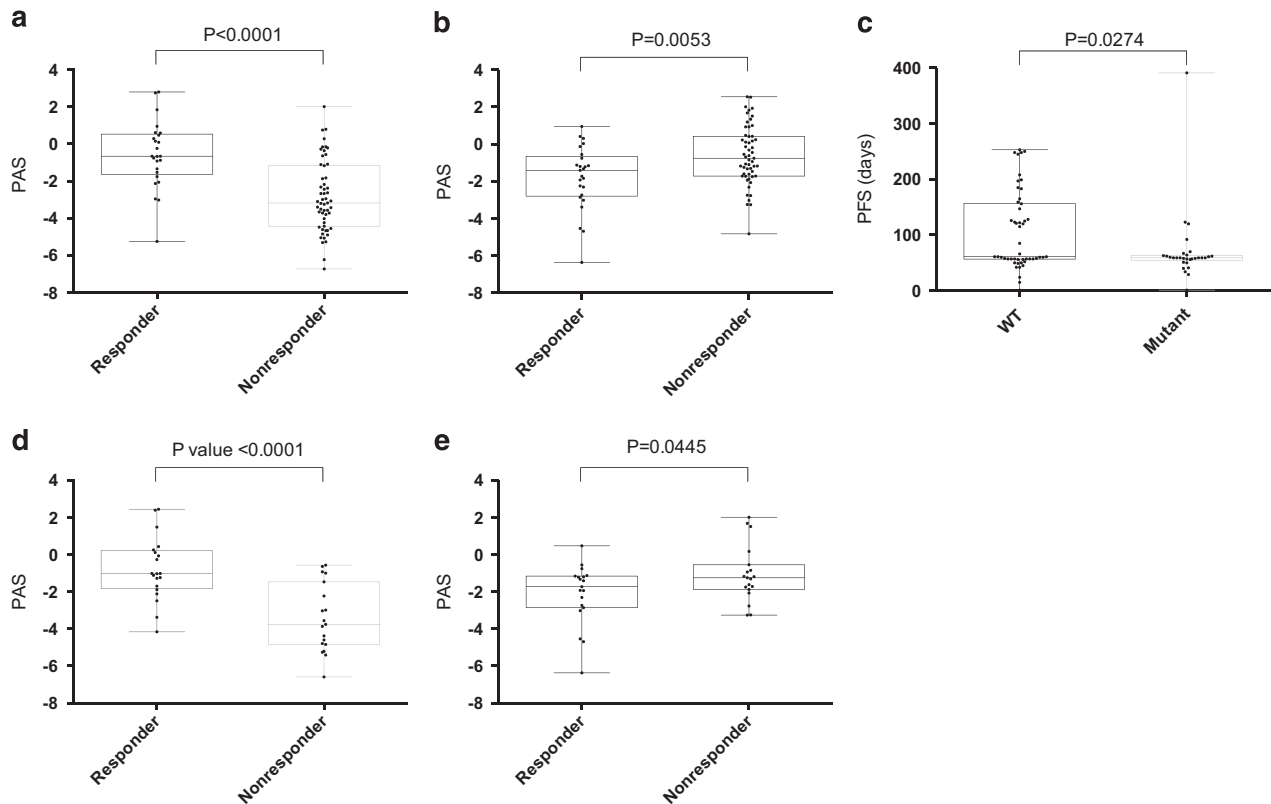 a
P<0.0001
4
2
0
-2
-4
-6
-8
PAS
Responder
Nonresponder
b
P=0.0053
4
2
0
-2
-4
-6
-8
PAS
Responder
Nonresponder
c
P=0.0274
400
300
200
100
0
PFS (days)
WT
Mutant
d
P value <0.0001
4
2
0
-2
-4
-6
-8
PAS
Responder
Nonresponder
e
P=0.0445
4
2
0
-2
-4
-6
-8
PAS
Responder
Nonresponder